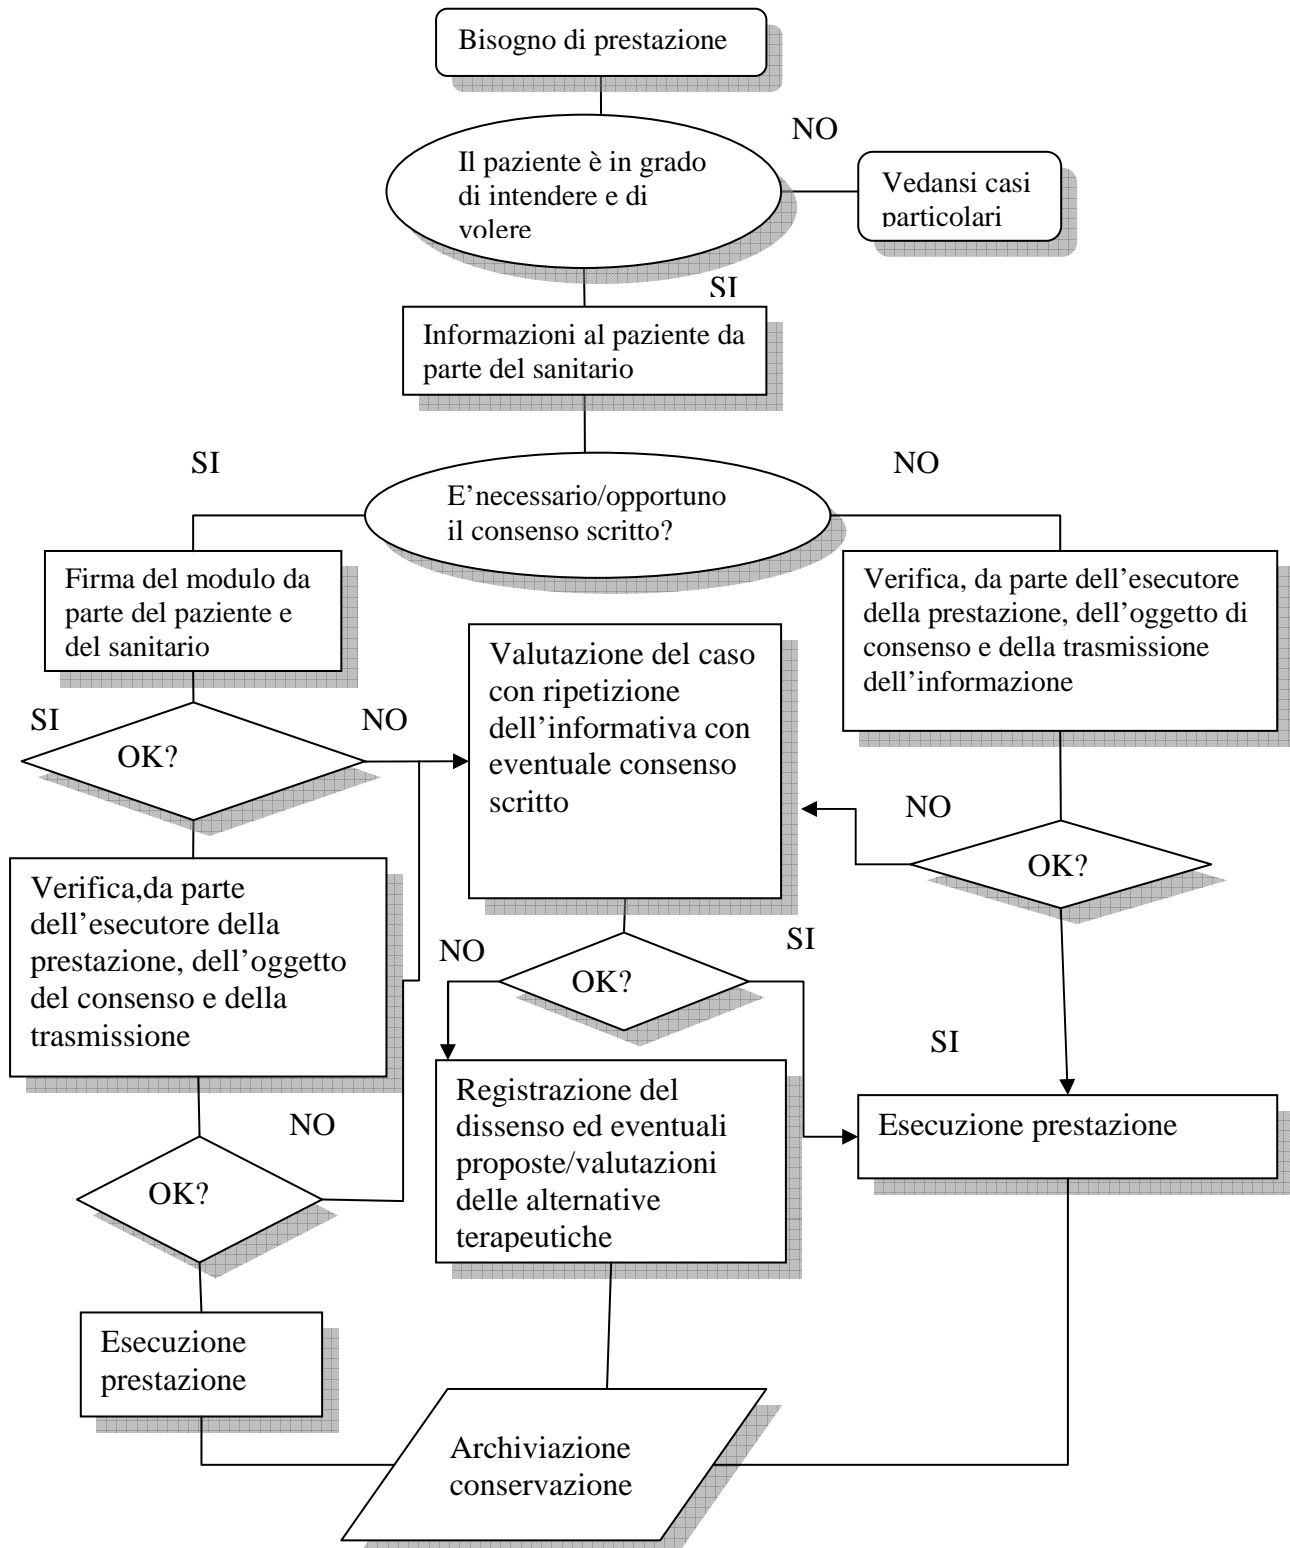 Bisogno di prestazione
NO
Il paziente è in grado
di intendere e di
volere
Vedansi casi
particolari
SI
Informazioni al paziente da
parte del sanitario
SI
NO
E’necessario/opportuno
il consenso scritto?
Firma del modulo da
parte del paziente e
del sanitario
Verifica, da parte dell’esecutore
della prestazione, dell’oggetto di
consenso e della trasmissione
dell’informazione
Valutazione del caso
con ripetizione
dell’informativa con
eventuale consenso
scritto
SI
NO
OK?
NO
OK?
Verifica,da parte
dell’esecutore della
prestazione, dell’oggetto
del consenso e della
trasmissione
NO
SI
OK?
SI
Registrazione del
dissenso ed eventuali
proposte/valutazioni
delle alternative
terapeutiche
Esecuzione prestazione
NO
OK?
Esecuzione
prestazione
Archiviazione
conservazione